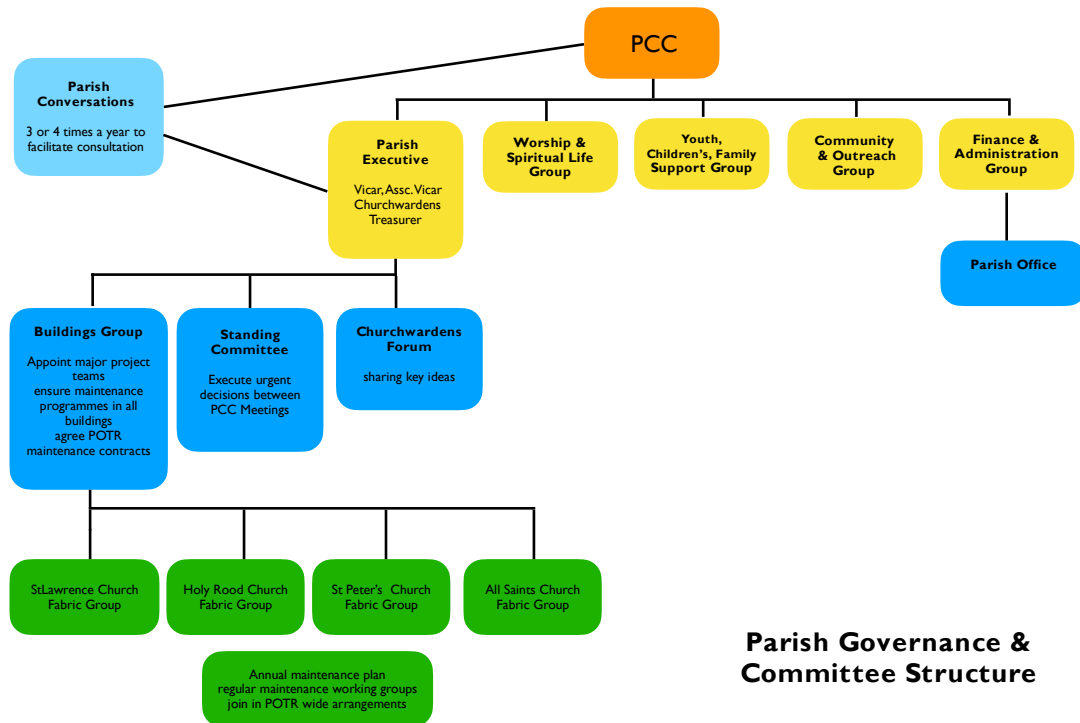 PCC
Parish
Conversations
3 or 4 times a year to
facilitate consultation
Parish
Executive
Vicar, Assc. Vicar
Churchwardens
Treasurer
Worship &
Spiritual Life
Group
Youth,
Children's, Family
Support Group
Community
& Outreach
Group
Finance &
Administration
Group
Parish Office
Buildings Group
Appoint major project
teams
ensure maintenance
programmes in all
buildings
agree POTR
maintenance contracts
Standing
Committee
Execute urgent
decisions between
PCC Meetings
Churchwardens
Forum
sharing key ideas
StLawrence Church
Fabric Group
Holy Rood Church
Fabric Group
St Peter's Church
Fabric Group
All Saints Church
Fabric Group
Annual maintenance plan
regular maintenance working groups
join in POTR wide arrangements
Parish Governance &
Committee Structure